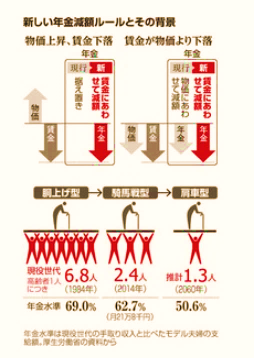 新しい年金減額ルールとその背景
物価上昇、賃金下落
賃金が物価より下落
年金
現行
新
賃金にあわせて減額
据え置き
物価
賃金
年金
年金
現行
新
賃金にあわせて減額
物価にあわせて減額
物価
賃金
年金
年金
胴上げ型
騎馬戦型
肩車型
現役世代
高齢者1人
につき
6.8人
(1984年)
2.4人
(2014年)
推計1.3人
(2060年)
年金水準
69.0%
62.7%
(月21万8千円)
50.6%
年金水準は現役世代の手取り収入と比べたモデル夫婦の支
給額。厚生労働省の資料から